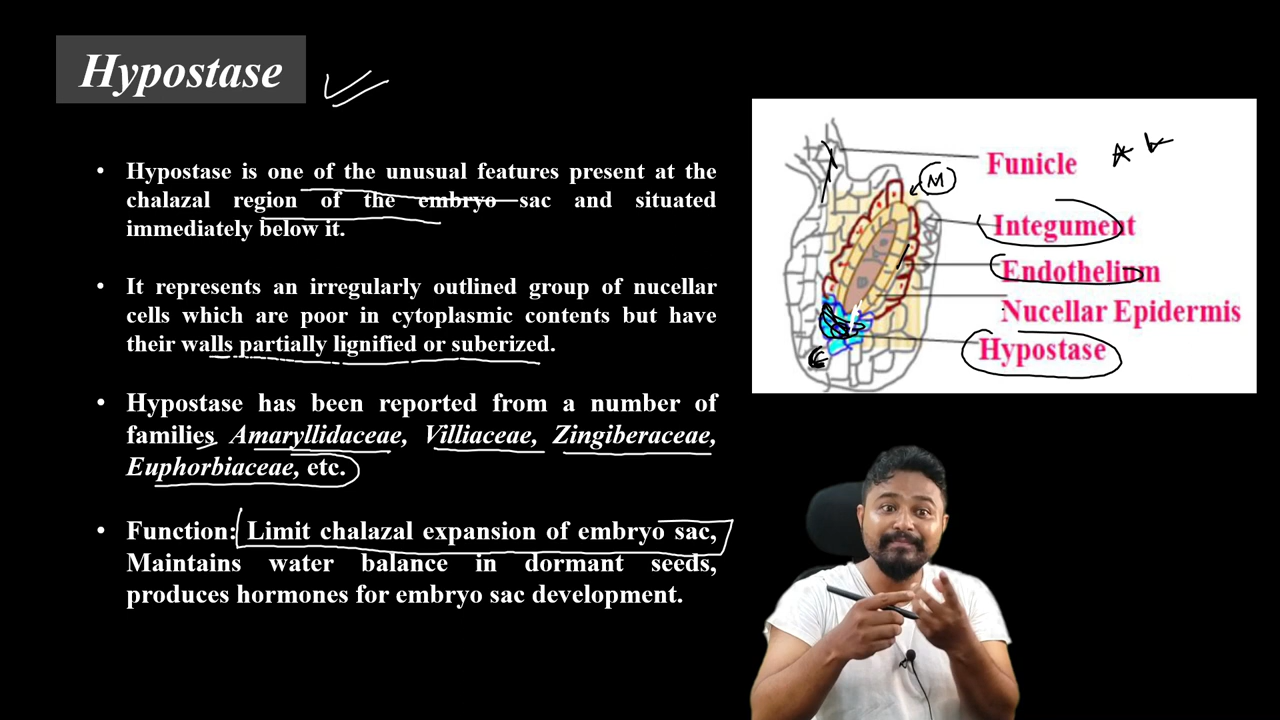 Hypostase
• Hypostase is one of the unusual features present at the
chalazal region of the embryo sac and situated
immediately below it.
• It represents an irregularly outlined group of nucellar
cells which are poor in cytoplasmic contents but have
their walls partially lignified or suberized.
• Hypostase has been reported from a number of
families Amaryllidaceae, Villiaceae, Zingiberaceae,
Euphorbiaceae, etc.
• Function: Limit chalazal expansion of embryo sac,
Maintains water balance in dormant seeds,
produces hormones for embryo sac development.
Funicle
M
Integument
Endothelium
Nucellar Epidermis
Hypostase
C